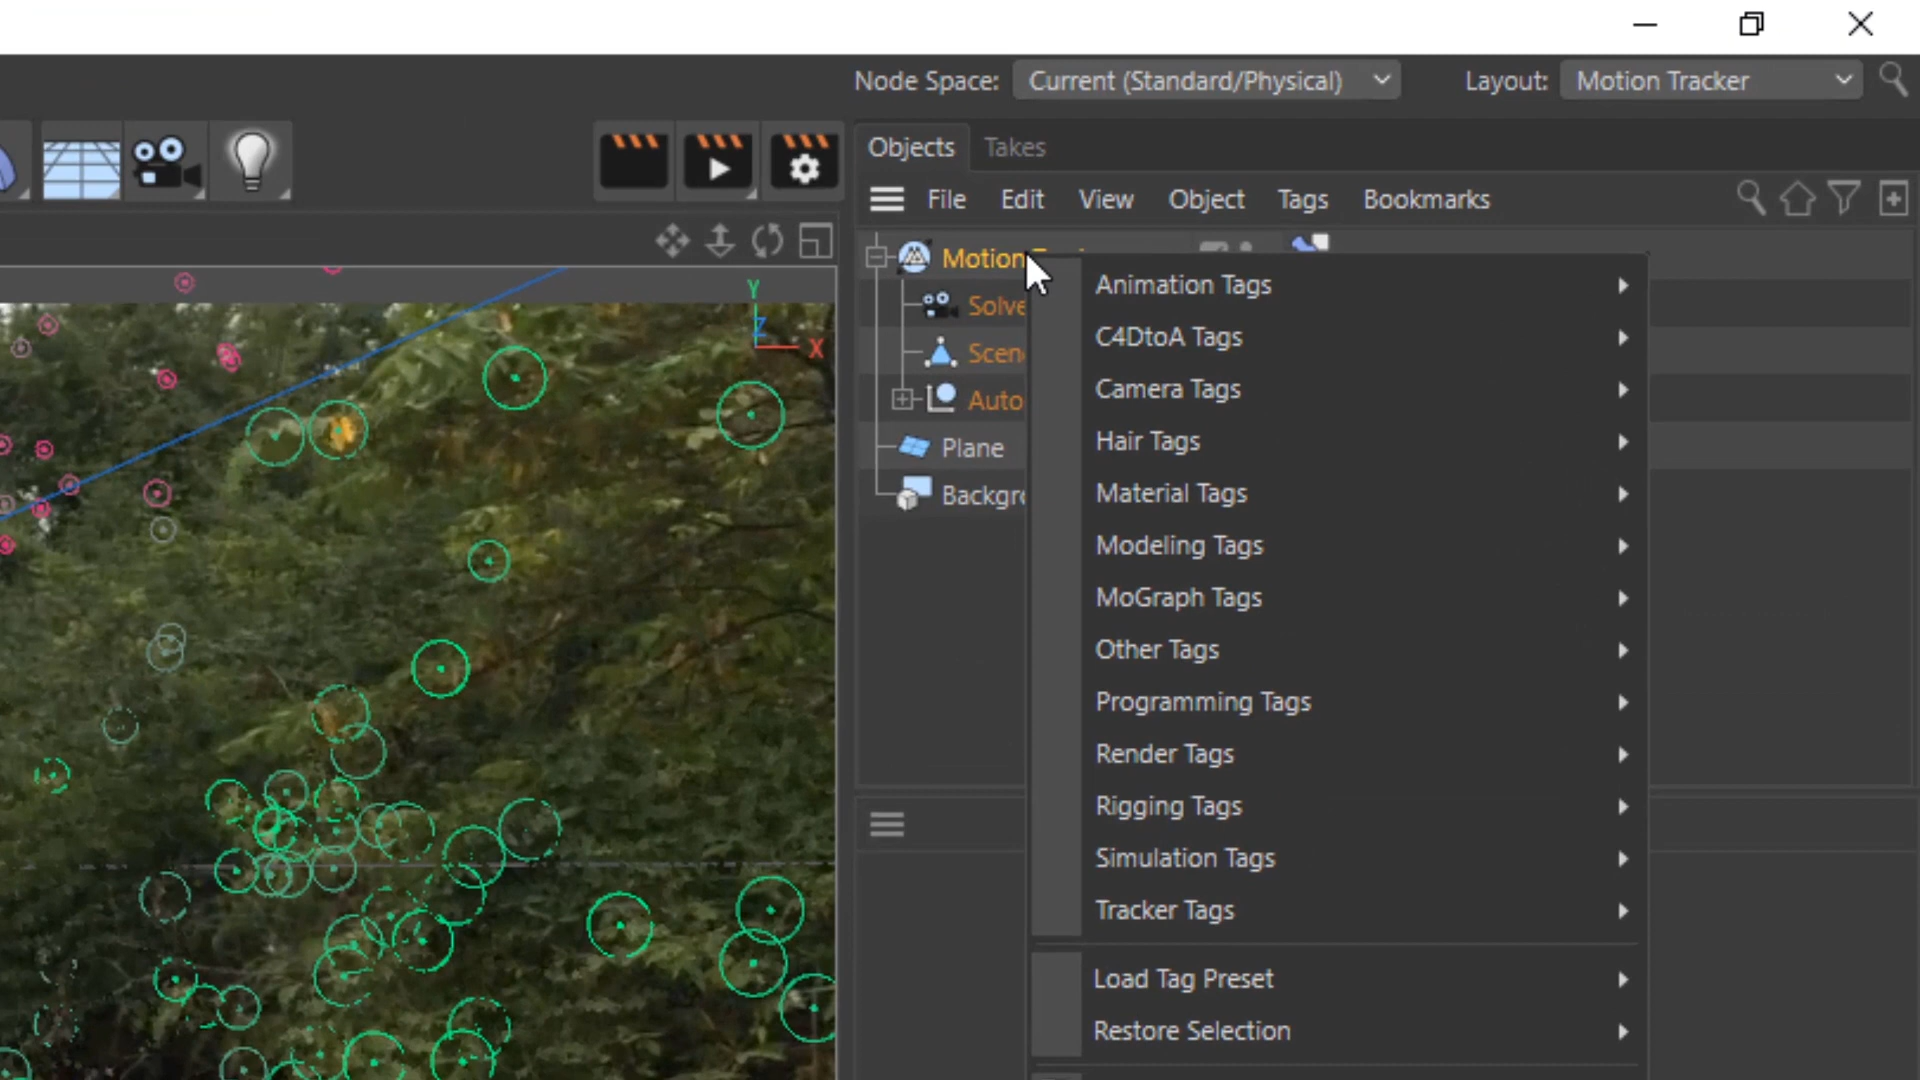 Node Space: Current (Standard/Physical) Layout: Motion Tracker
Objects Takes
File Edit View Object Tags Bookmarks
Motion
Solve
Scen
Auto
Plane
Backgro
Y
Z
X
Animation Tags
C4DtoA Tags
Camera Tags
Hair Tags
Material Tags
Modeling Tags
MoGraph Tags
Other Tags
Programming Tags
Render Tags
Rigging Tags
Simulation Tags
Tracker Tags
Load Tag Preset
Restore Selection